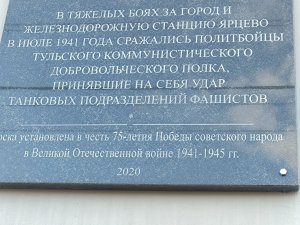 В ТЯЖЕЛЫХ БОЯХ ЗА ГОРОД И
ЖЕЛЕЗНОДОРОЖНУЮ СТАНЦИЮ ЯРЦЕВО
В ИЮЛЕ 1941 ГОДА СРАЖАЛИСЬ ПОЛИТБОЙЦЫ
ТУЛЬСКОГО КОММУНИСТИЧЕСКОГО
ДОБРОВОЛЬЧЕСКОГО ПОЛКА,
ПРИНЯВШИЕ НА СЕБЯ УДАР
ТАНКОВЫХ ПОДРАЗДЕЛЕНИЙ ФАШИСТОВ
оска установлена в честь 75-летия Победы советского народа
в Великой Отечественной войне 1941-1945 гг.
2020